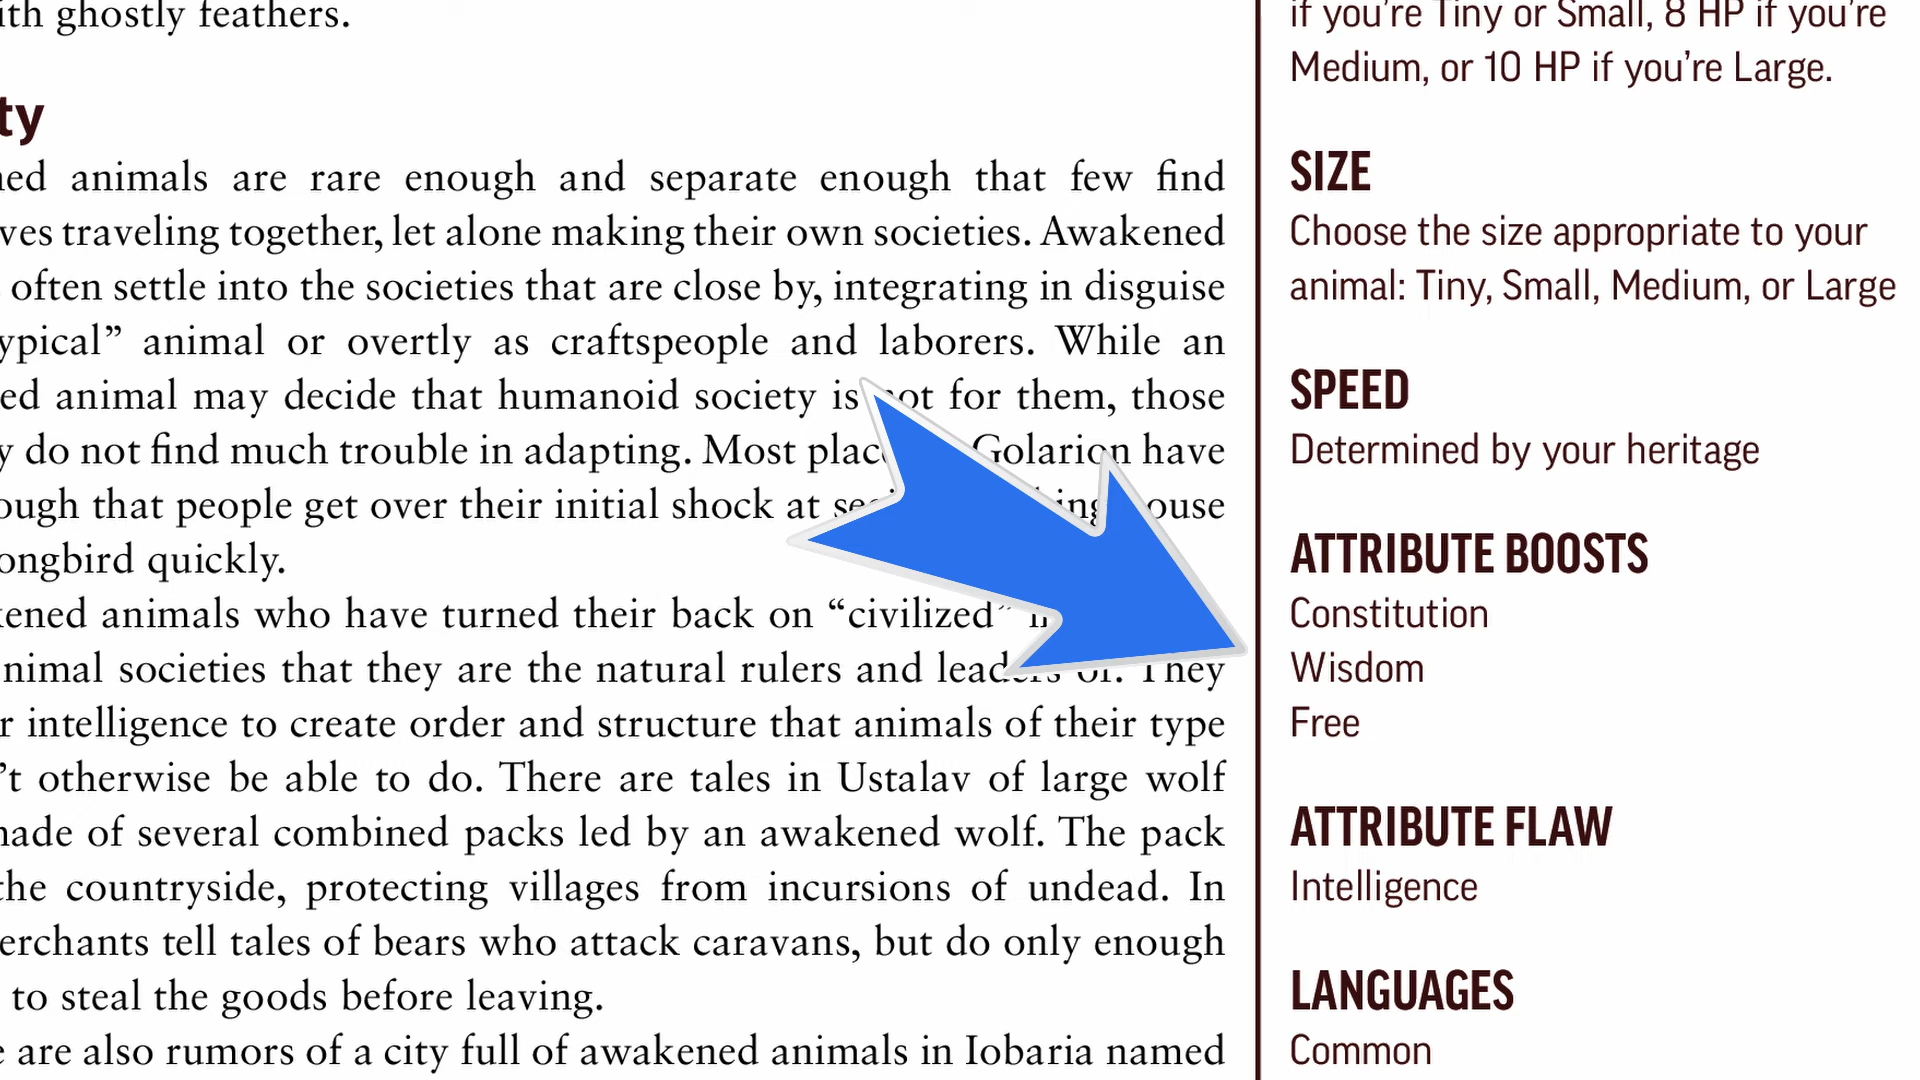 ith ghostly feathers.
ty
ned animals are rare enough and separate enough that few find
ves traveling together, let alone making their own societies. Awakened
often settle into the societies that are close by, integrating in disguise
ypical” animal or overtly as craftspeople and laborers. While an
ed animal may decide that humanoid society is not for them, those
y do not find much trouble in adapting. Most Golarion have
ough that people get over their initial shock at
ongbird quickly.
kened animals who have turned their back on “civilized”
nimal societies that they are the natural rulers and leaders of. They
r intelligence to create order and structure that animals of their type
’t otherwise be able to do. There are tales in Ustalav of large wolf
made of several combined packs led by an awakened wolf. The pack
the countryside, protecting villages from incursions of undead. In
erchants tell tales of bears who attack caravans, but do only enough
to steal the goods before leaving.
e are also rumors of a city full of awakened animals in Iobaria named
if you’re Tiny or Small, 8 HP if you’re
Medium, or 10 HP if you’re Large.
SIZE
Choose the size appropriate to your
animal: Tiny, Small, Medium, or Large
SPEED
Determined by your heritage
ATTRIBUTE BOOSTS
Constitution
Wisdom
Free
ATTRIBUTE FLAW
Intelligence
LANGUAGES
Common